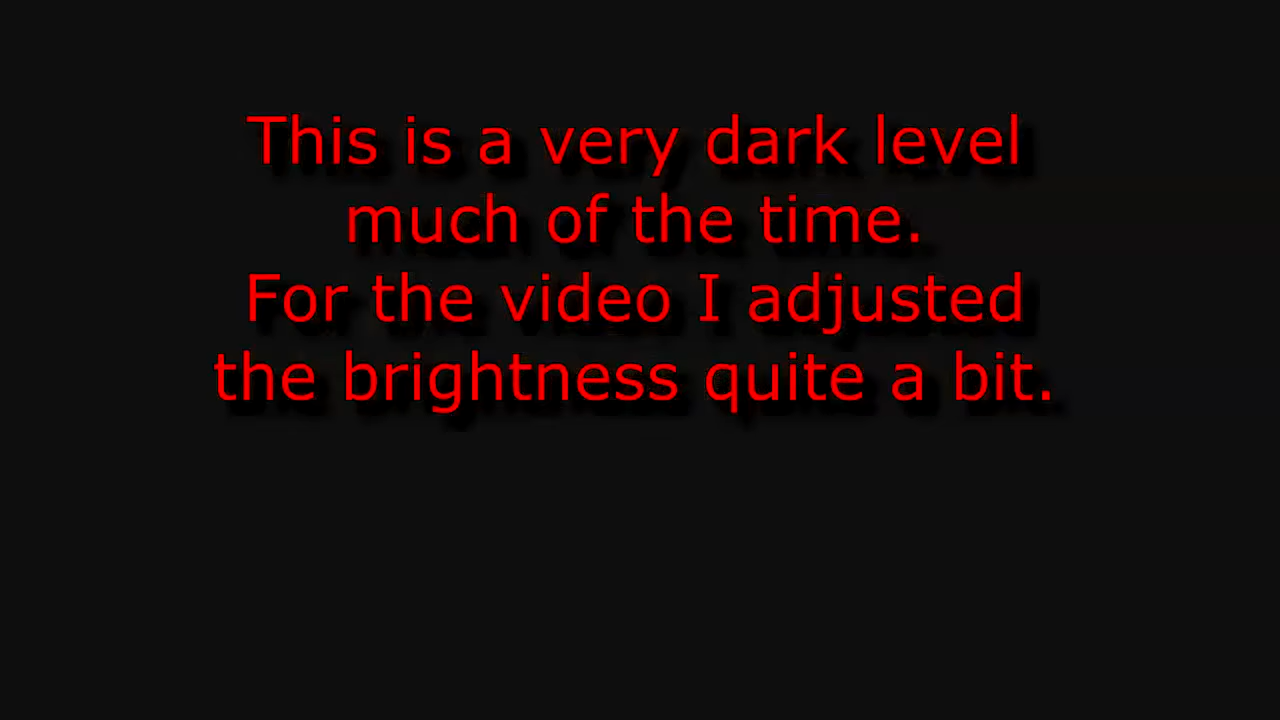 This is a very dark level
much of the time.
For the video I adjusted
the brightness quite a bit.